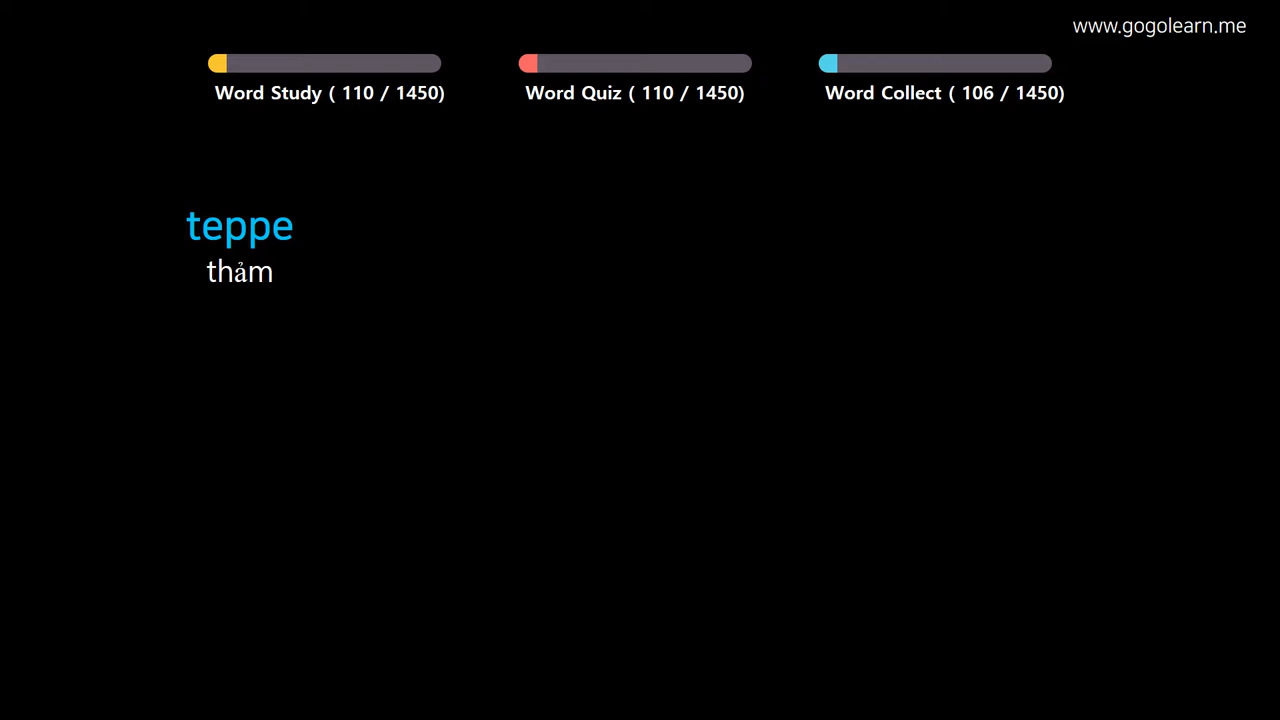 www.gogolearn.me
Word Study ( 110 / 1450)
Word Quiz ( 110 / 1450)
Word Collect ( 106 / 1450)
teppe
thảm